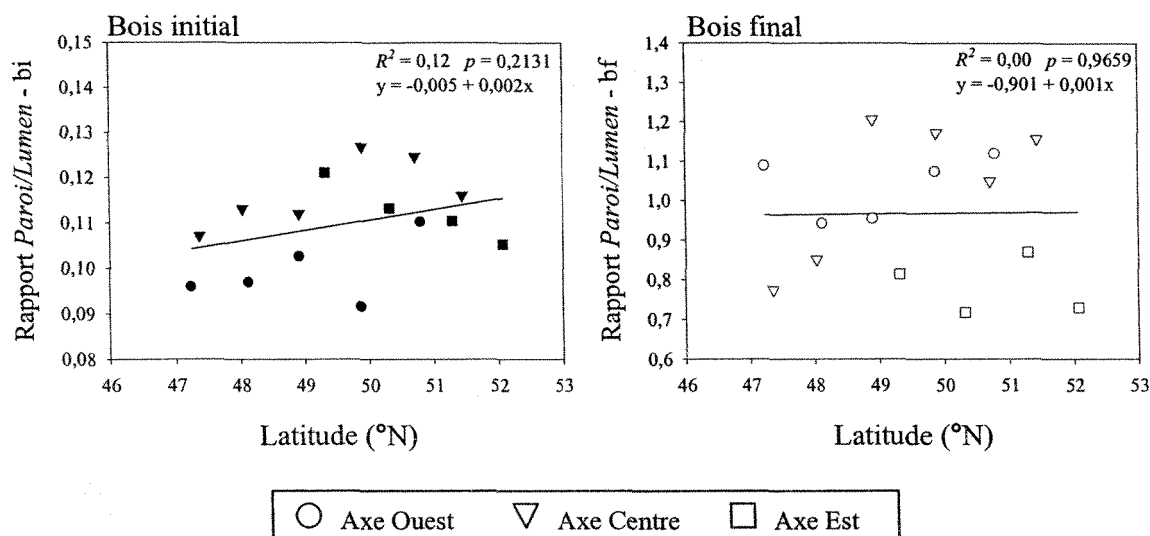 Bois initial
Rapport Paroi/Lumen - bi
0,15
0,14
0,13
0,12
0,11
0,10
0,09
0,08
R² = 0,12 p = 0,2131
y = -0,005 + 0,002x
46 47 48 49 50 51 52 53
Latitude (°N)
Bois final
Rapport Paroi/Lumen - bf
1,4
1,3
1,2
1,1
1,0
0,9
0,8
0,7
0,6
R² = 0,00 p = 0,9659
y = -0,901 + 0,001x
46 47 48 49 50 51 52 53
Latitude (°N)
Axe Ouest Axe Centre Axe Est